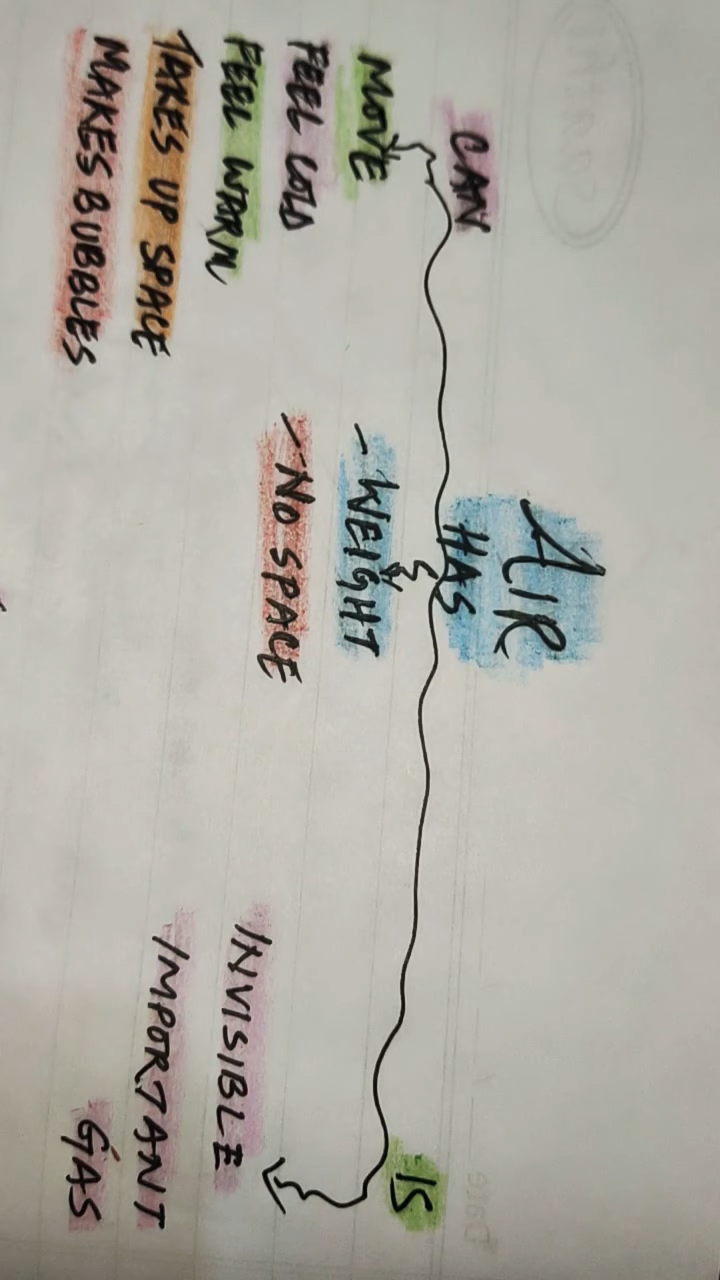 AIR
CAN
MOVE
FEEL COLD
FEEL WARM
TAKES UP SPACE
MAKES BUBBLES
HAS
- WEIGHT
- NO SPACE
IS
INVISIBLE
IMPORTANT
GAS
Date